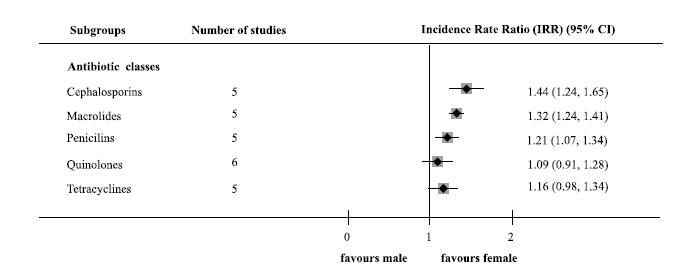 Subgroups Number of studies Incidence Rate Ratio (IRR) (95% CI)
Antibiotic classes
Cephalosporins 5 1.44 (1.24, 1.65)
Macrolides 5 1.32 (1.24, 1.41)
Penicilins 5 1.21 (1.07, 1.34)
Quinolones 6 1.09 (0.91, 1.28)
Tetracyclines 5 1.16 (0.98, 1.34)
0 1 2
favours male favours female